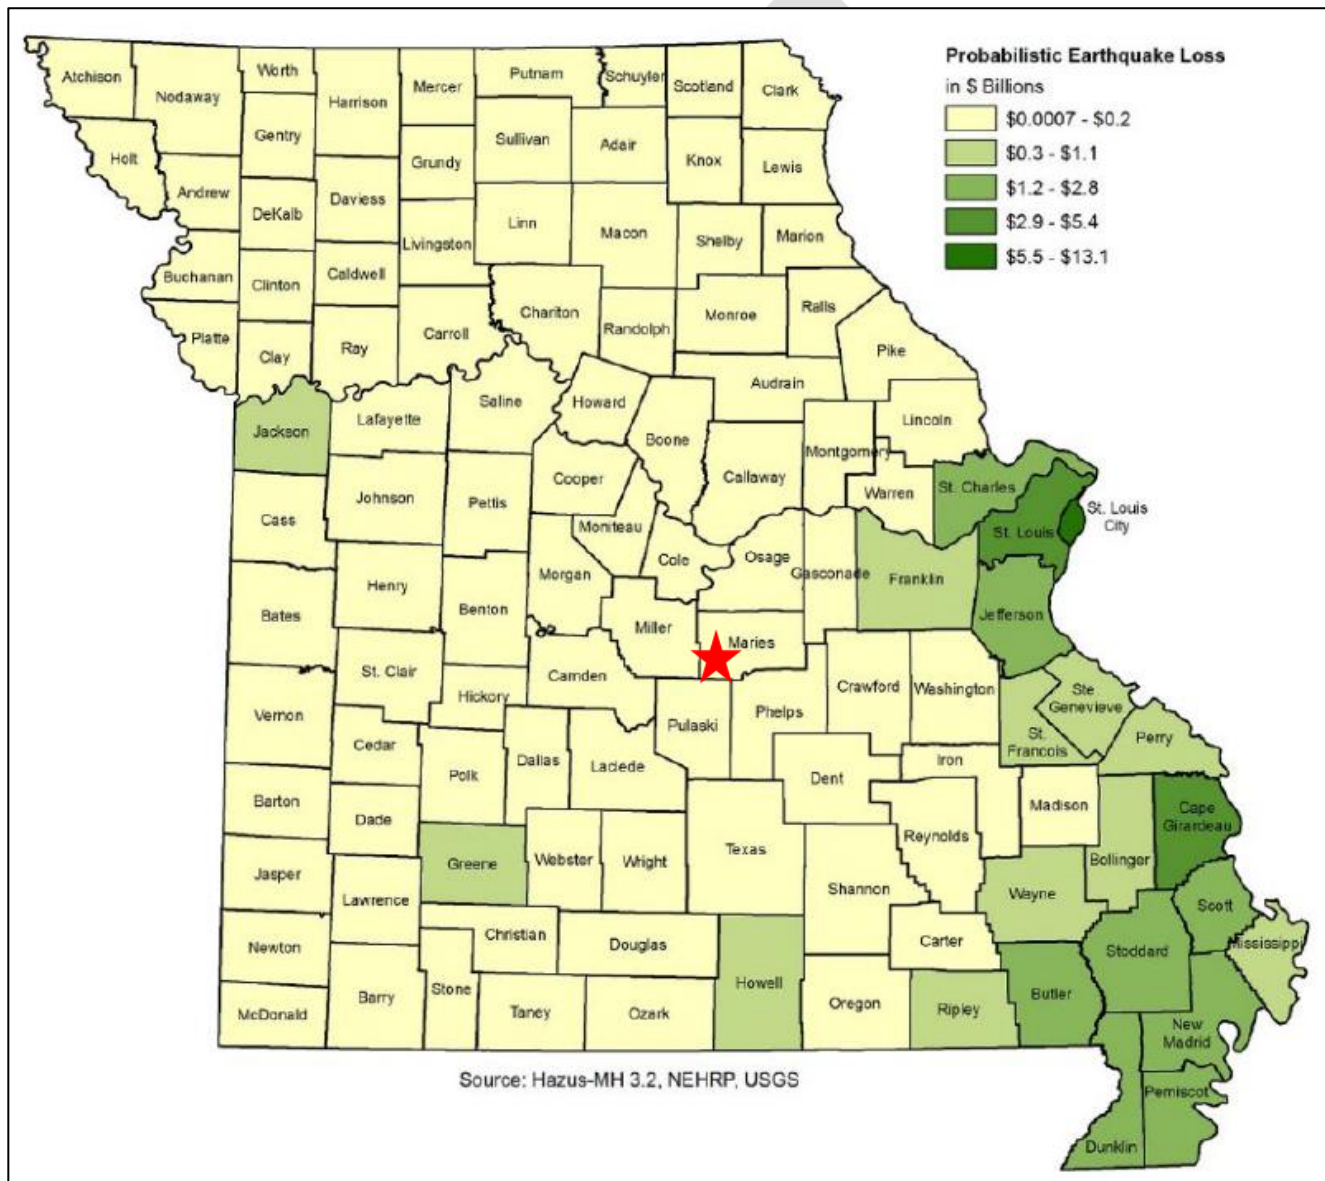 Probabilistic Earthquake Loss
in $ Billions
$0.0007 - $0.2
$0.3 - $1.1
$1.2 - $2.8
$2.9 - $5.4
$5.5 - $13.1
Atchison
Nodaway
Worth
Harrison
Mercer
Putnam
Schuyler
Scotland
Clark
Holt
Gentry
Sullivan
Adair
Knox
Lewis
Andrew
DeKalb
Daviess
Grundy
Linn
Macon
Shelby
Marion
Buchanan
Clinton
Caldwell
Livingston
Chariton
Randolph
Monroe
Ralls
Platte
Clay
Ray
Carroll
Pike
Audrain
Jackson
Lafayette
Saline
Howard
Boone
Callaway
Montgomery
Lincoln
Warren
St. Charles
St. Louis
City
St. Louis
Cass
Johnson
Pettis
Cooper
Moniteau
Cole
Osage
Gasconade
Franklin
Jefferson
Bates
Henry
Benton
Morgan
Miller
Maries
St. Clair
Hickory
Camden
Pulaski
Phelps
Crawford
Washington
Ste
Genevieve
St.
Francois
Perry
Vernon
Cedar
Polk
Dallas
Laclede
Dent
Iron
Madison
Cape
Girardeau
Barton
Dade
Greene
Webster
Wright
Texas
Reynolds
Bollinger
Jasper
Lawrence
Shannon
Wayne
Scott
Mississippi
Newton
Christian
Douglas
Howell
Carter
Stoddard
McDonald
Barry
Stone
Taney
Ozark
Oregon
Ripley
Butler
New
Madrid
Pemiscot
Dunklin
Source: Hazus-MH 3.2, NEHRP, USGS